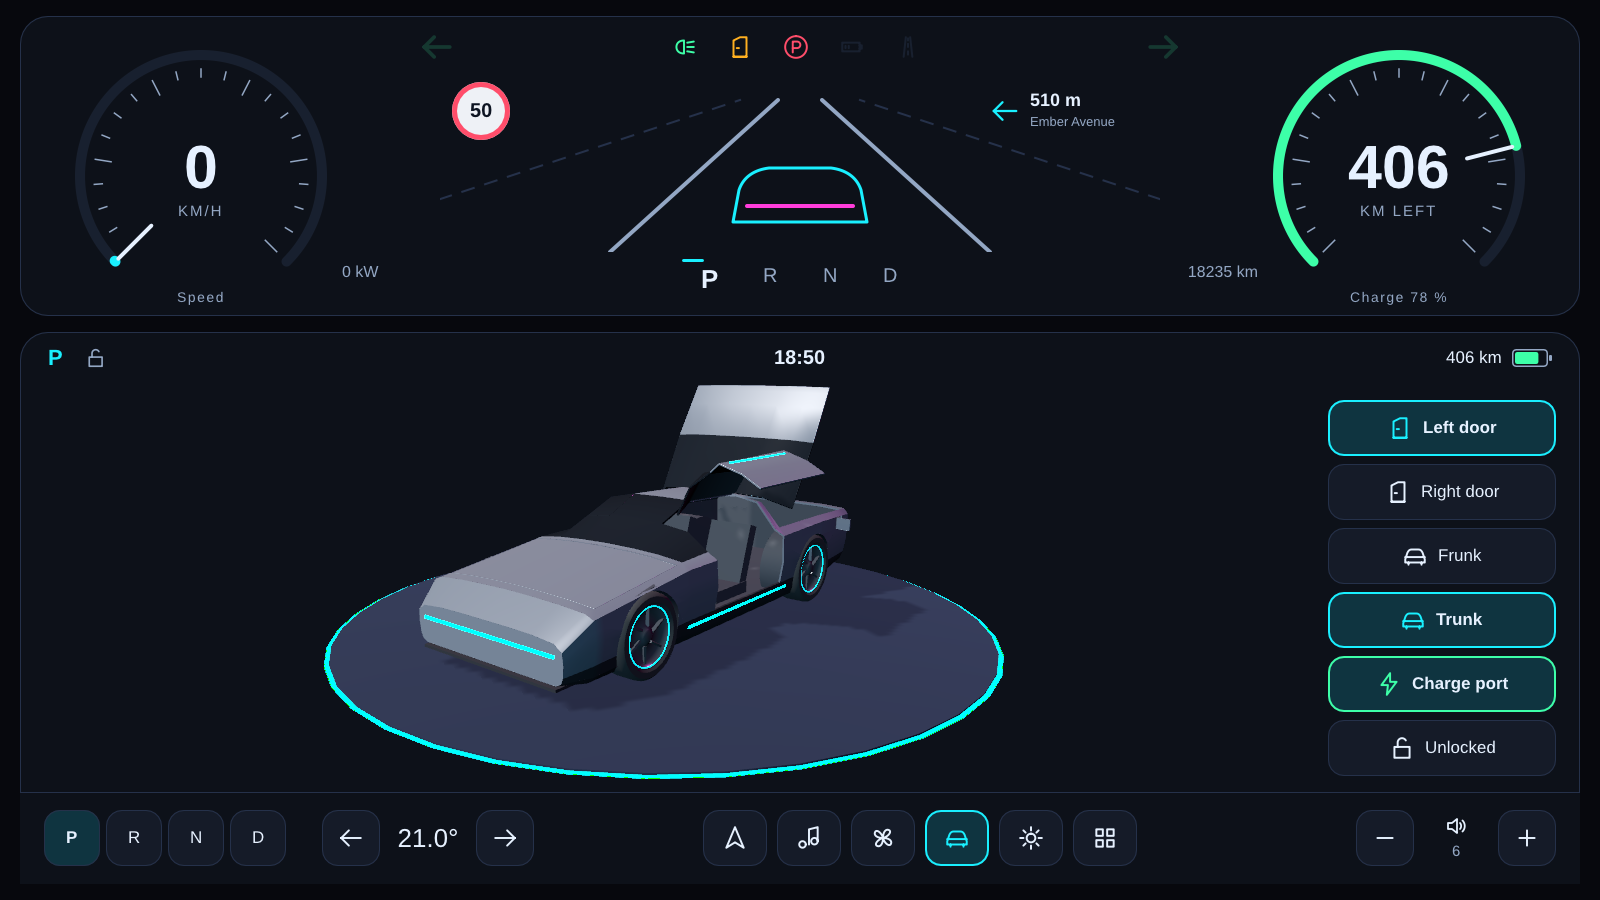 50
510 m
Ember Avenue
0
KM/H
406
KM LEFT
0 kW
P R N D
18235 km
Speed
Charge 78 %
P
18:50
406 km
Left door
Right door
Frunk
Trunk
Charge port
Unlocked
P R N D
21.0°
6